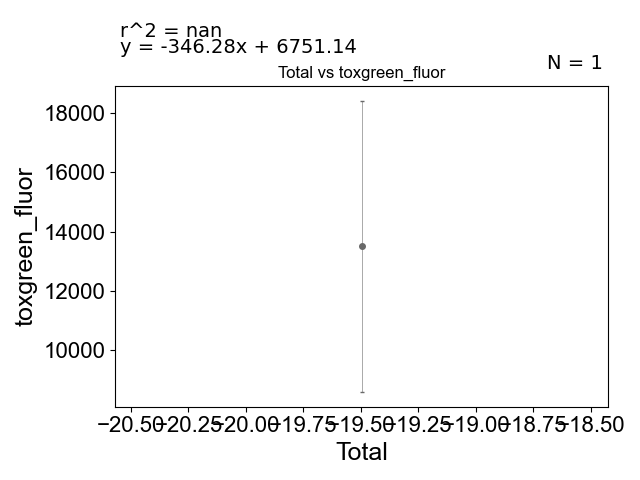 r^2 = nan
y = -346.28x + 6751.14
N = 1
Total vs toxgreen_fluor
18000
16000
14000
12000
10000
toxgreen_fluor
−20.50 −20.25 −20.00 −19.75 −19.50 −19.25 −19.00 −18.75 −18.50
Total